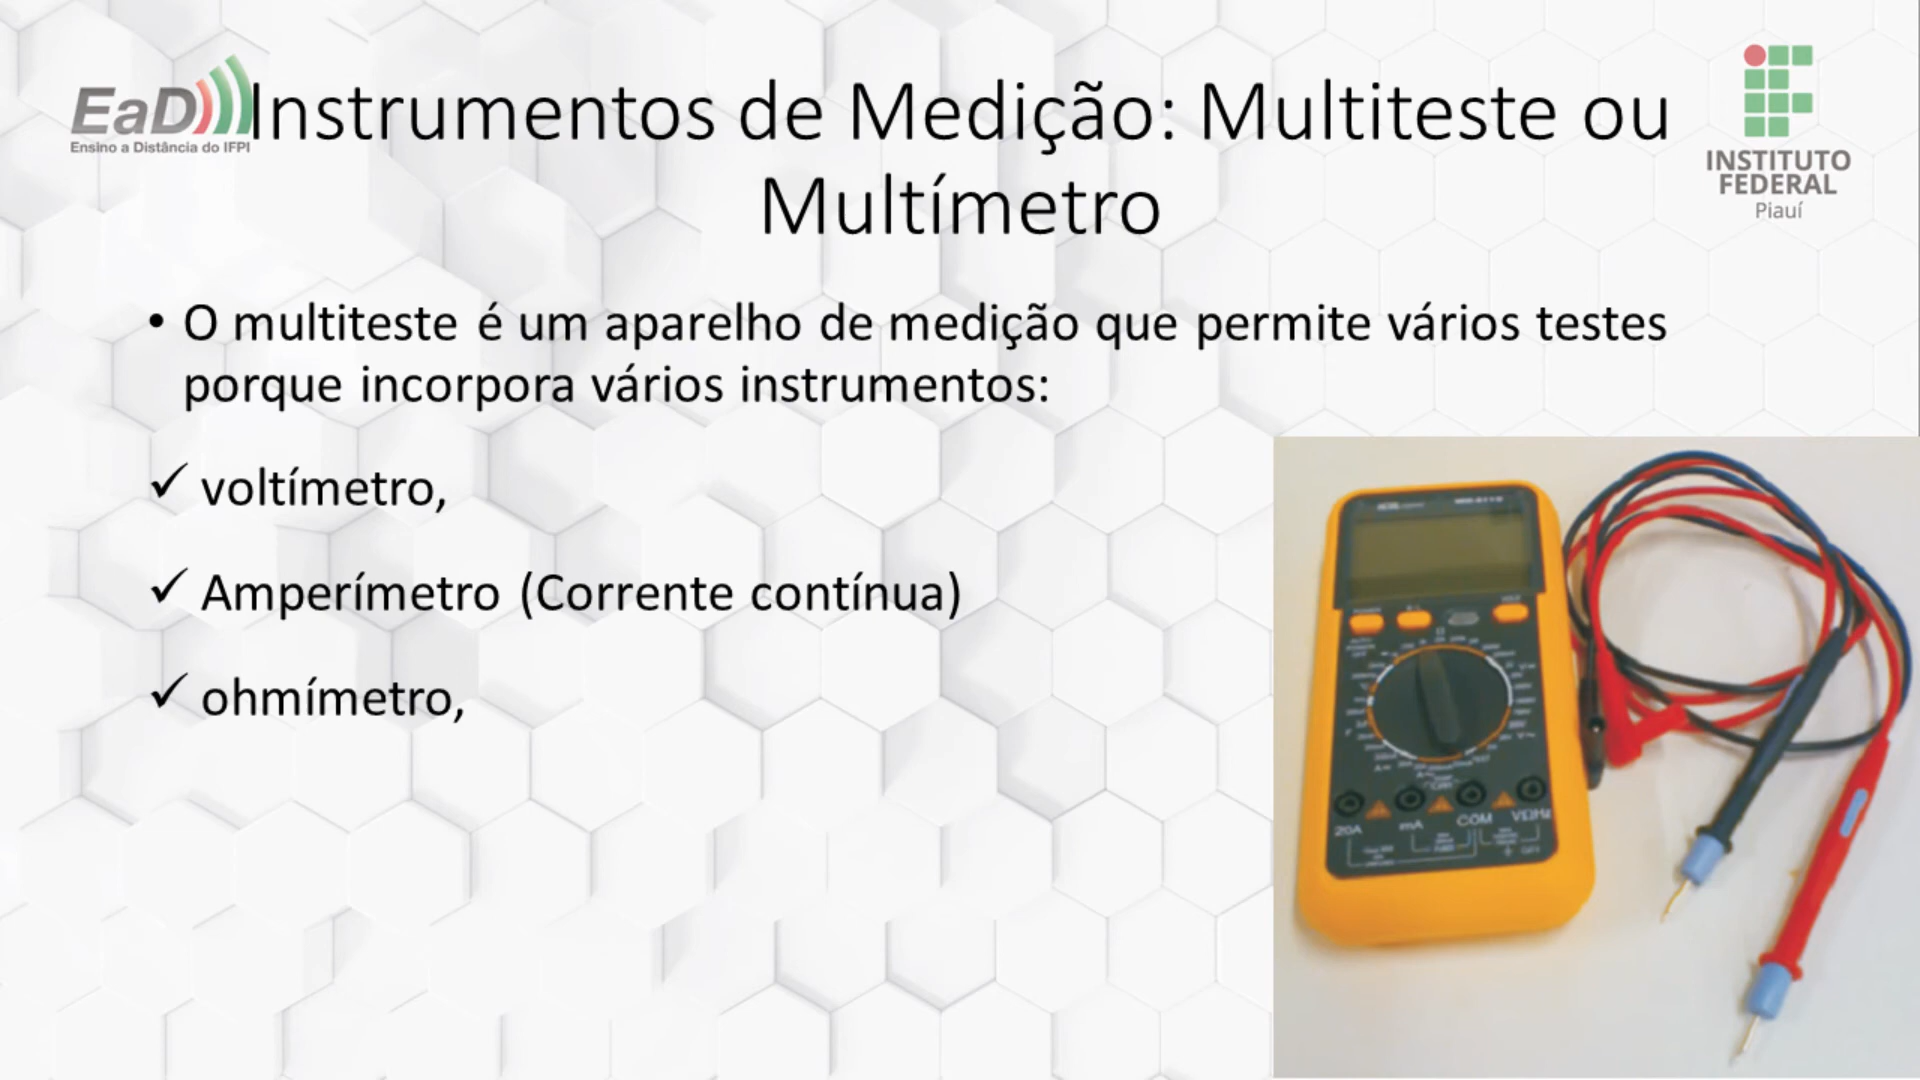 EaD
Ensino a Distância do IFPI
Instrumentos de Medição: Multiteste ou
Multímetro
INSTITUTO
FEDERAL
Piauí
• O multiteste é um aparelho de medição que permite vários testes
porque incorpora vários instrumentos:
✓ voltímetro,
✓ Amperímetro (Corrente contínua)
✓ ohmímetro,
20A
mA
COM
VΩHz